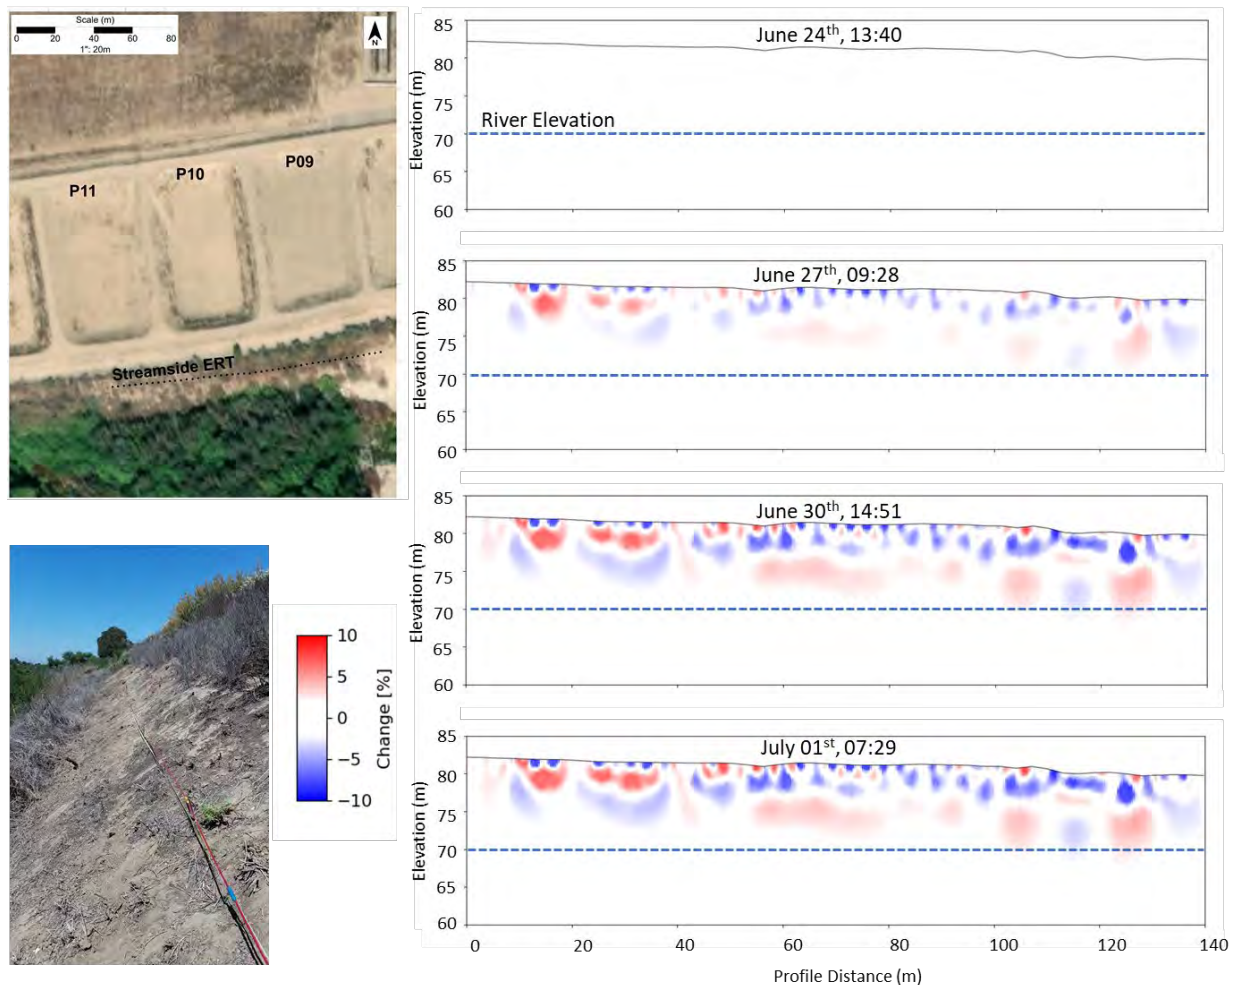 Scale (m)
0 20 40 60 80
1": 20m
N
P11
P10
P09
Streamside ERT
10
5
0
−5
−10
Change [%]
June 24th, 13:40
River Elevation
Elevation (m)
85
80
75
70
65
60
June 27th, 09:28
Elevation (m)
85
80
75
70
65
60
June 30th, 14:51
Elevation (m)
85
80
75
70
65
60
July 01st, 07:29
Elevation (m)
85
80
75
70
65
60
0 20 40 60 80 100 120 140
Profile Distance (m)